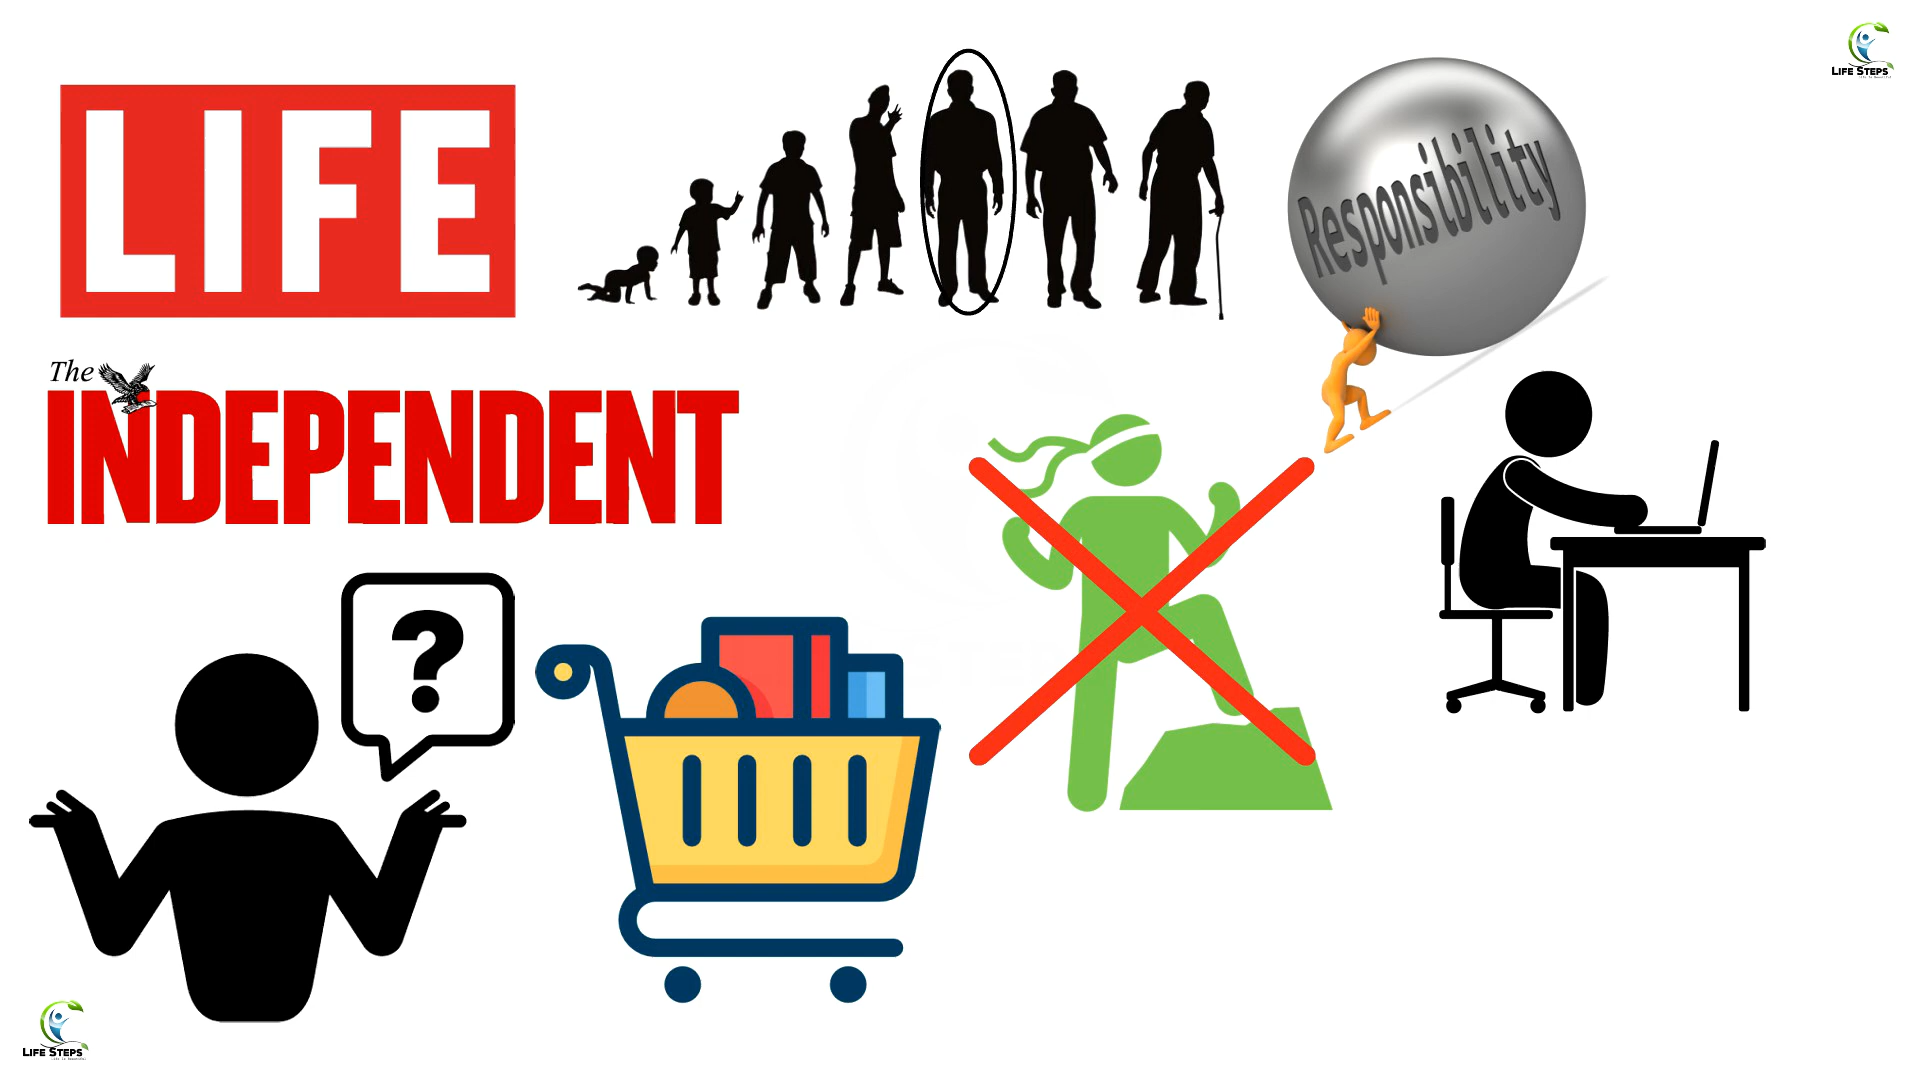 LIFE
Responsibility
LIFE STEPS
The
INDEPENDENT
?
LIFE STEPS